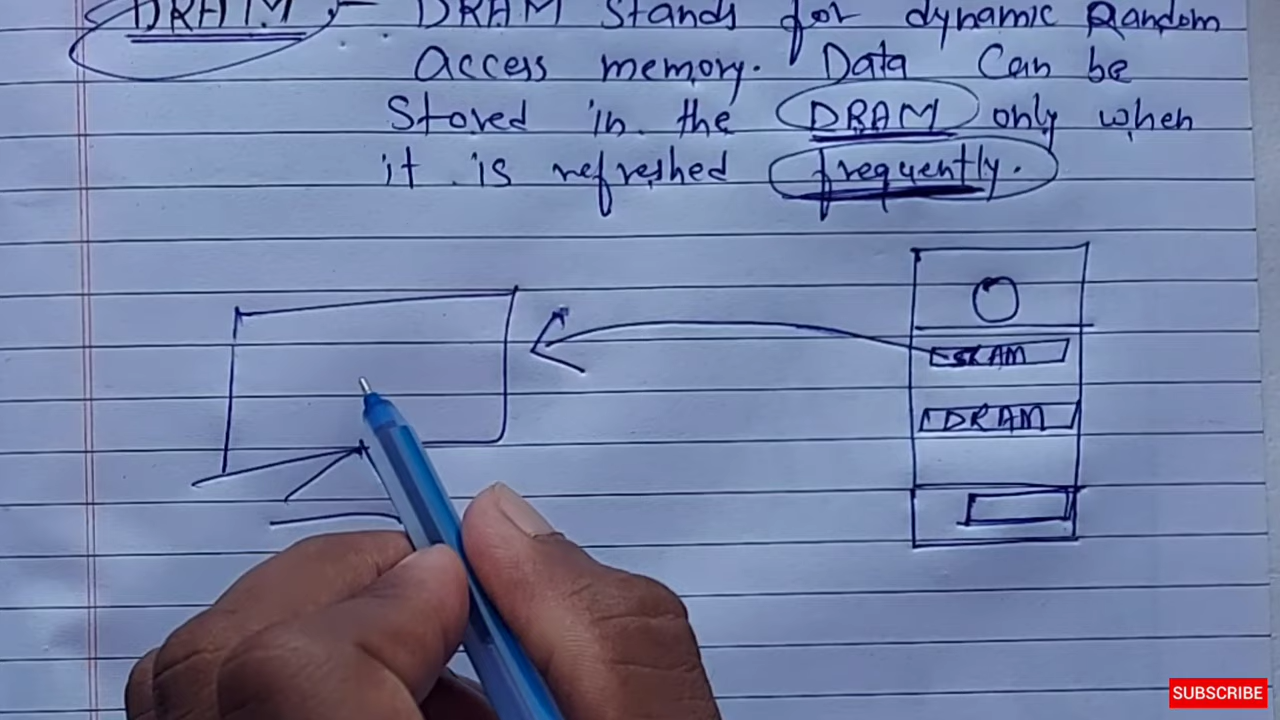 DRAM :- DRAM Stands for dynamic Random
Access memory. Data Can be
Stored in the DRAM only when
it is refreshed frequently.
SRAM
DRAM
SUBSCRIBE